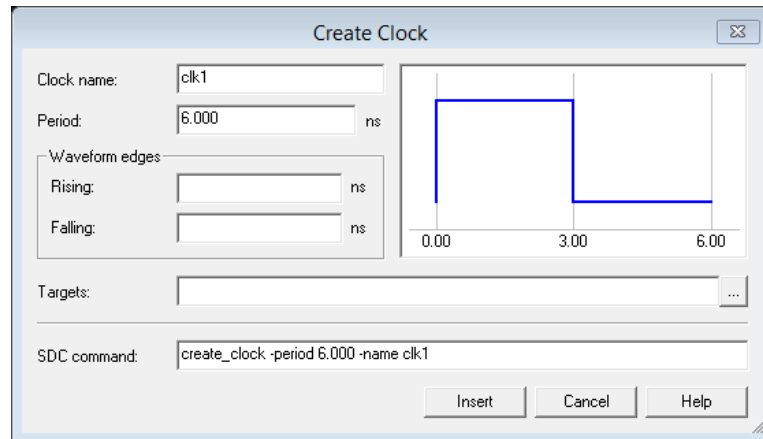 Create Clock
Clock name: clk1
Period: 6.000 ns
Waveform edges
Rising: ns
Falling: ns
0.00 3.00 6.00
Targets: ...
SDC command: create_clock -period 6.000 -name clk1
Insert Cancel Help